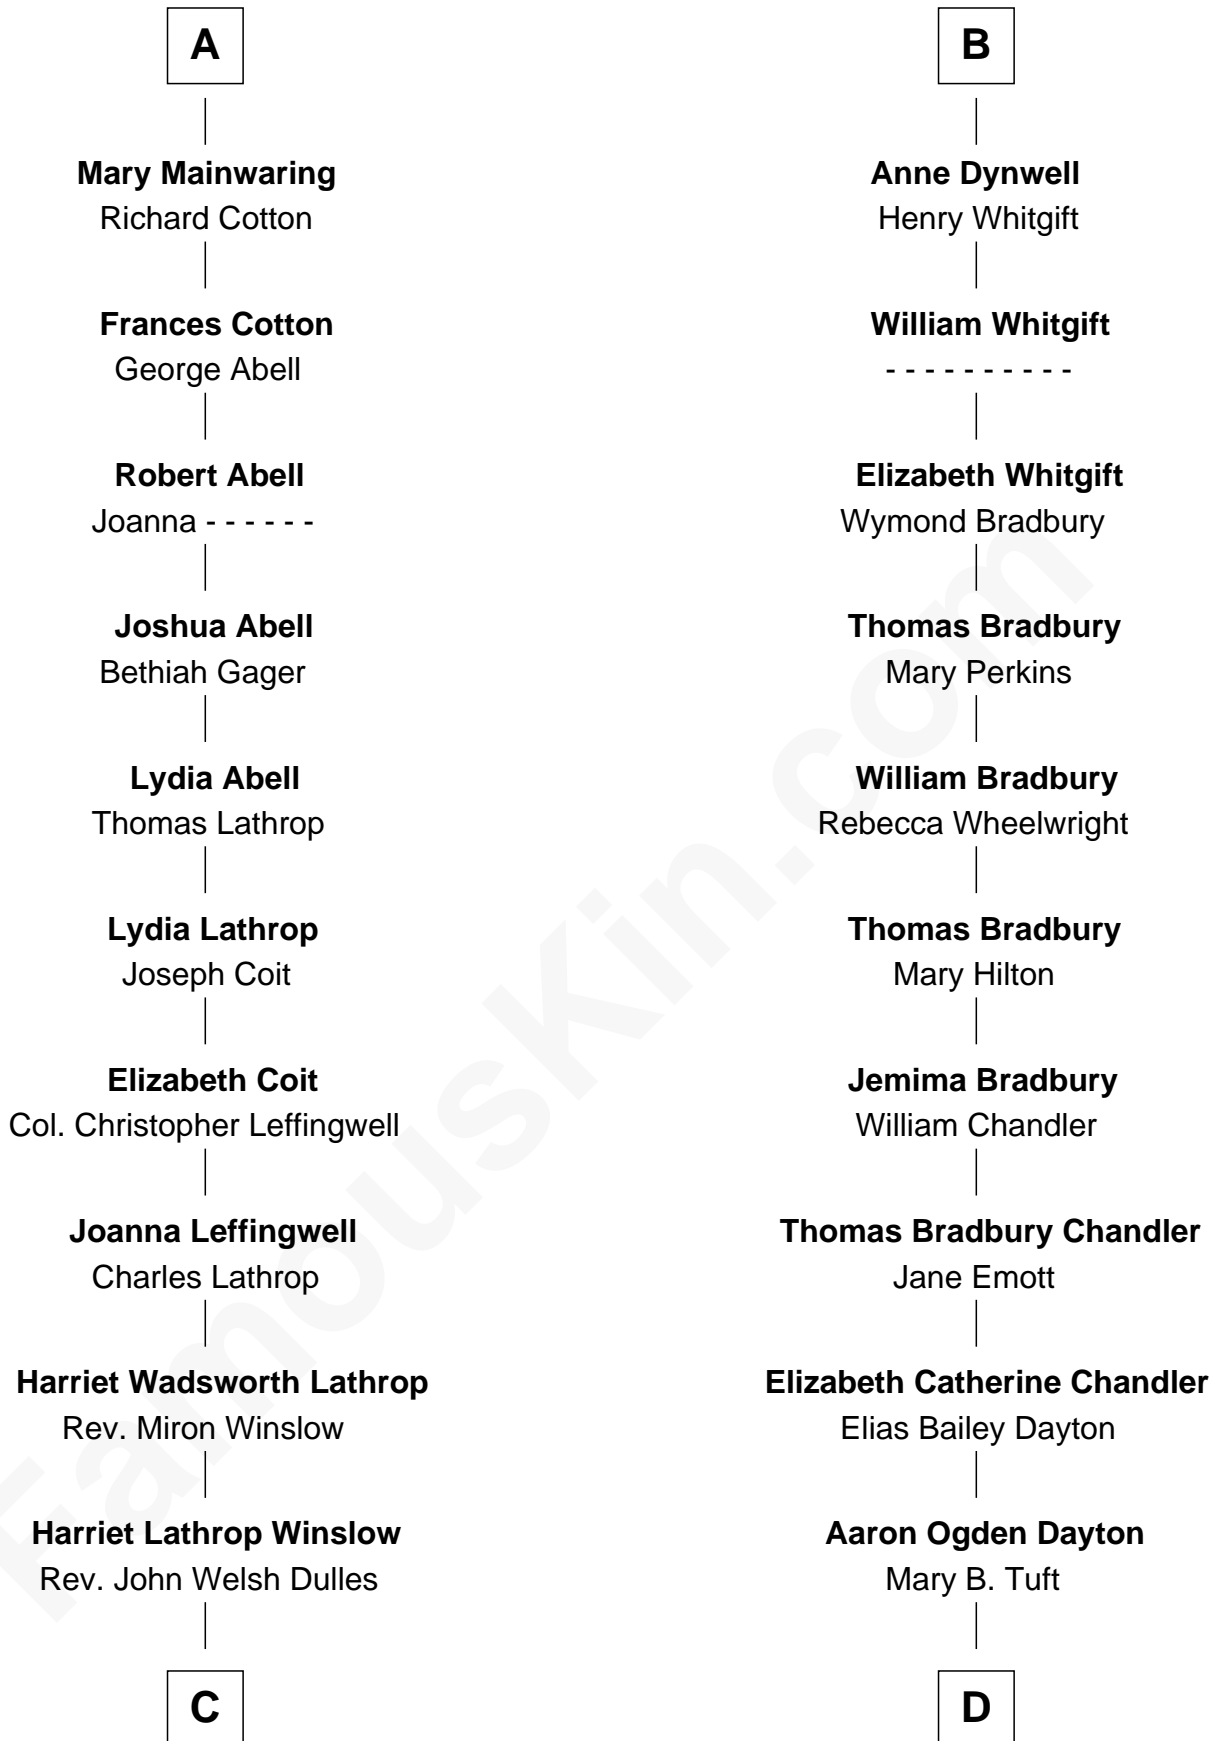 A
Mary Mainwaring
Richard Cotton
Frances Cotton
George Abell
Robert Abell
Joanna - - - - - -
Joshua Abell
Bethiah Gager
Lydia Abell
Thomas Lathrop
Lydia Lathrop
Joseph Coit
Elizabeth Coit
Col. Christopher Leffingwell
Joanna Leffingwell
Charles Lathrop
Harriet Wadsworth Lathrop
Rev. Miron Winslow
Harriet Lathrop Winslow
Rev. John Welsh Dulles
C
B
Anne Dynwell
Henry Whitgift
William Whitgift
- - - - - - - - - -
Elizabeth Whitgift
Wymond Bradbury
Thomas Bradbury
Mary Perkins
William Bradbury
Rebecca Wheelwright
Thomas Bradbury
Mary Hilton
Jemima Bradbury
William Chandler
Thomas Bradbury Chandler
Jane Emott
Elizabeth Catherine Chandler
Elias Bailey Dayton
Aaron Ogden Dayton
Mary B. Tuft
D
FamousKin.com